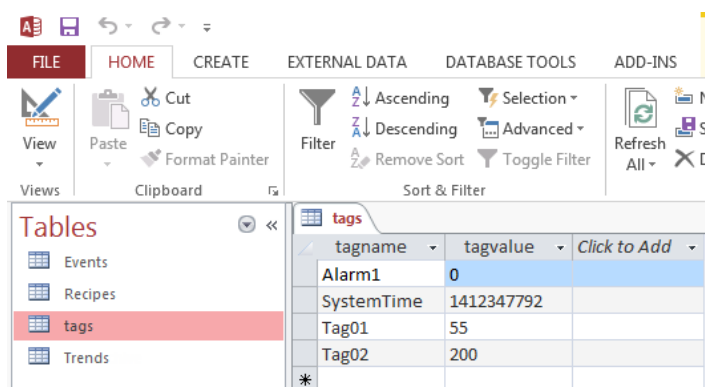 FILE HOME CREATE EXTERNAL DATA DATABASE TOOLS ADD-INS
View
Paste
Cut
Copy
Format Painter
Filter
Ascending
Descending
Remove Sort
Selection
Advanced
Toggle Filter
Refresh
All
Views Clipboard Sort & Filter
Tables
Events
Recipes
tags
Trends
tags
tagname tagvalue Click to Add
Alarm1 0
SystemTime 1412347792
Tag01 55
Tag02 200